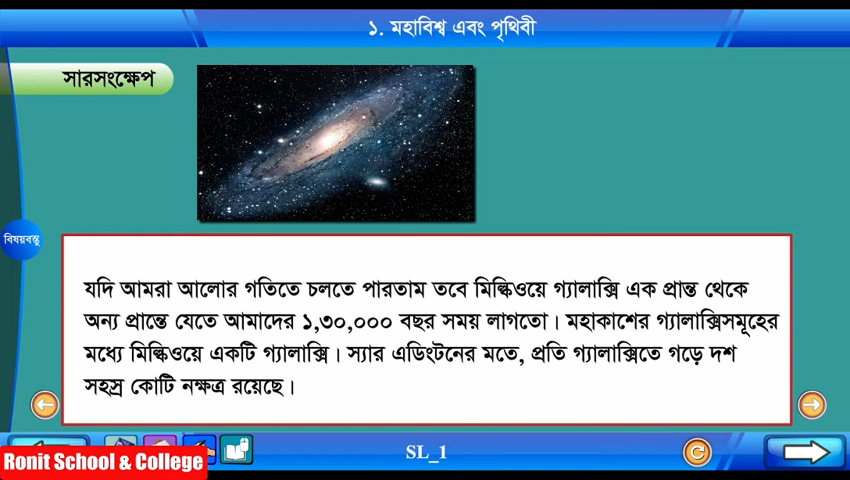 ১. মহাবিশ্ব এবং পৃথিবী
সারসংক্ষেপ
বিষয়বস্তু
যদি আমরা আলোর গতিতে চলতে পারতাম তবে মিল্কিওয়ে গ্যালাক্সি এক প্রান্ত থেকে
অন্য প্রান্তে যেতে আমাদের ১,৩০,০০০ বছর সময় লাগতো। মহাকাশের গ্যালাক্সিসমূহের
মধ্যে মিল্কিওয়ে একটি গ্যালাক্সি। স্যার এডিংটনের মতে, প্রতি গ্যালাক্সিতে গড়ে দশ
সহস্র কোটি নক্ষত্র রয়েছে।
SL_1
Ronit School & College